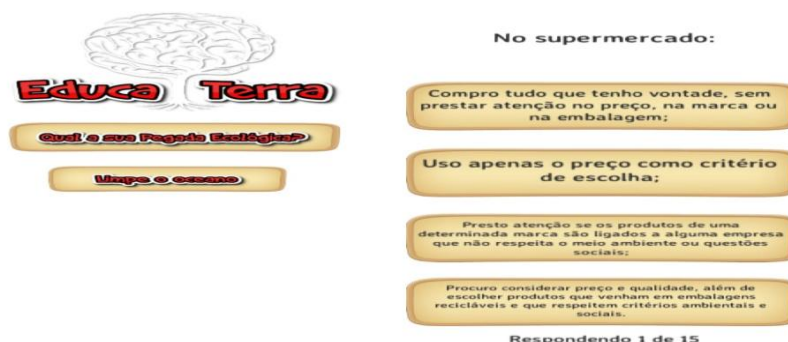 Educa Terra
Qual a sua Pegada Ecológica?
Limpe o oceano
No supermercado:
Compro tudo que tenho vontade, sem
prestar atenção no preço, na marca ou
na embalagem;
Uso apenas o preço como critério
de escolha;
Presto atenção se os produtos de uma
determinada marca são ligados a alguma empresa
que não respeita o meio ambiente ou questões
sociais;
Procuro considerar preço e qualidade, além de
escolher produtos que venham em embalagens
recicláveis e que respeitem critérios ambientais e
sociais.
Respondendo 1 de 15